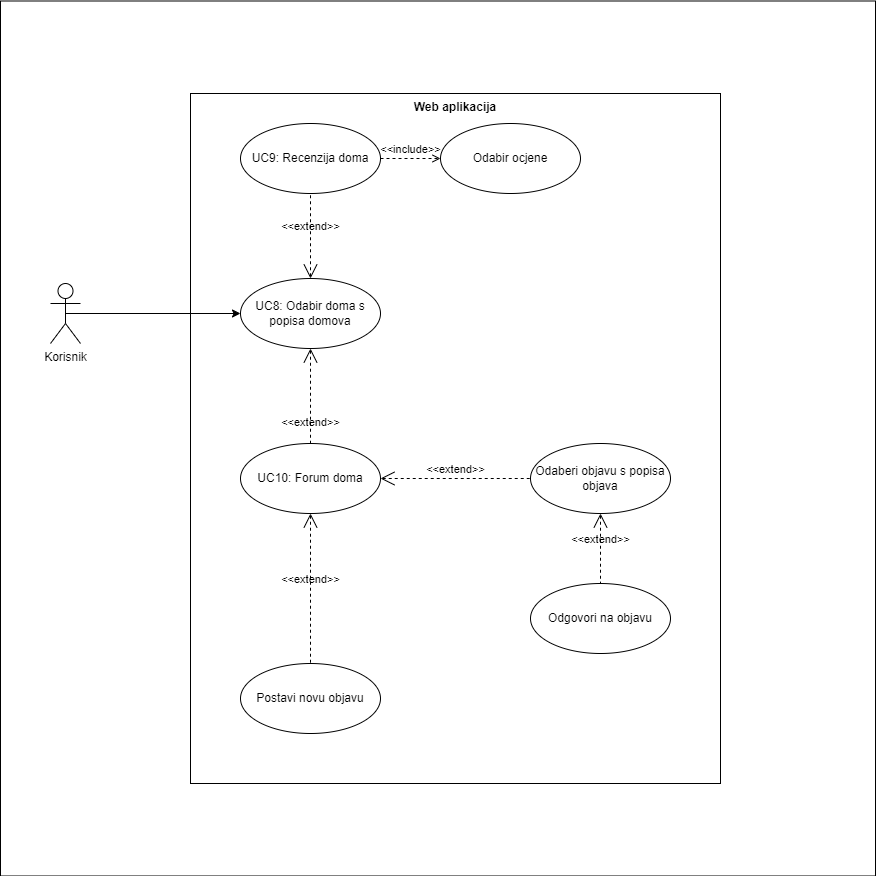 Web aplikacija
UC9: Recenzija doma
<<include>>
Odabir ocjene
<<extend>>
UC8: Odabir doma s
popisa domova
Korisnik
<<extend>>
UC10: Forum doma
<<extend>>
Odaberi objavu s popisa
objava
<<extend>>
<<extend>>
Odgovori na objavu
Postavi novu objavu